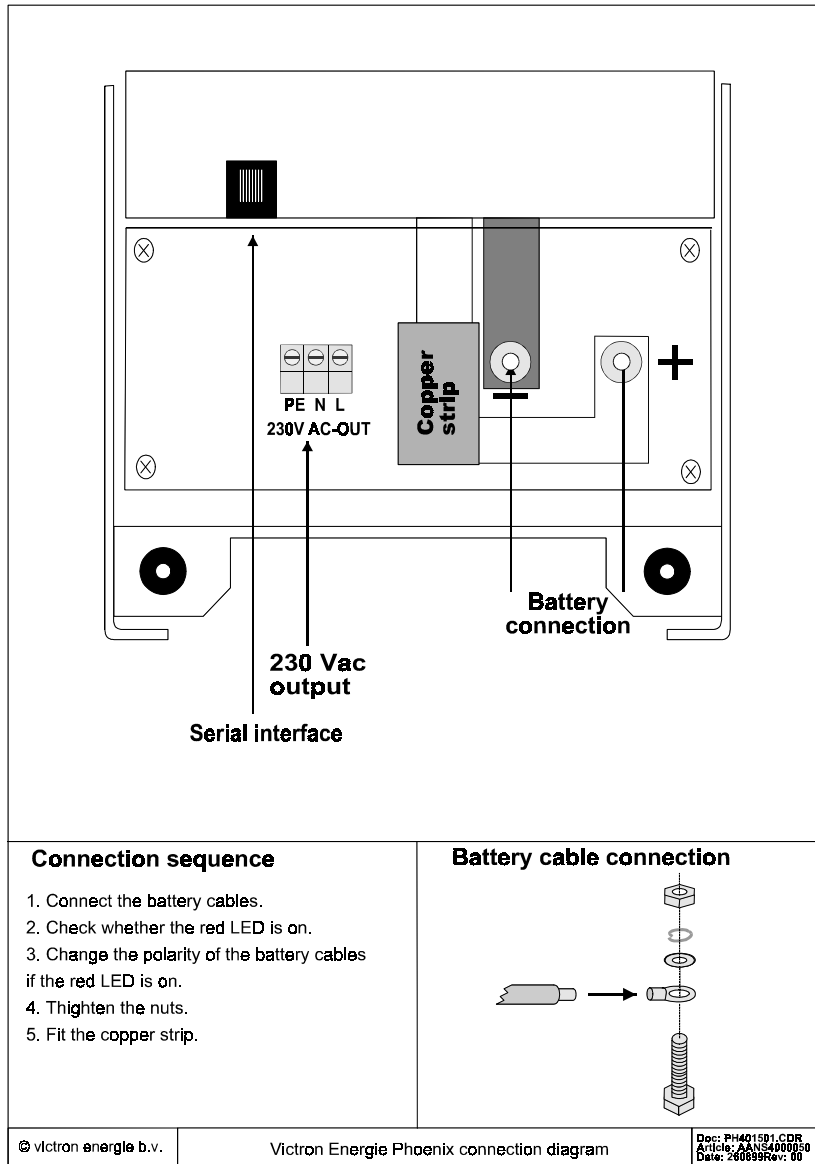 Copper
strip
+
−
PE N L
230V AC-OUT
Battery
connection
230 Vac
output
Serial interface
Connection sequence
1. Connect the battery cables.
2. Check whether the red LED is on.
3. Change the polarity of the battery cables
if the red LED is on.
4. Thighten the nuts.
5. Fit the copper strip.
Battery cable connection
© victron energie b.v.
Victron Energie Phoenix connection diagram
Doc: PH401501.CDR
Article: AANS4000050
Date: 260899Rev: 00